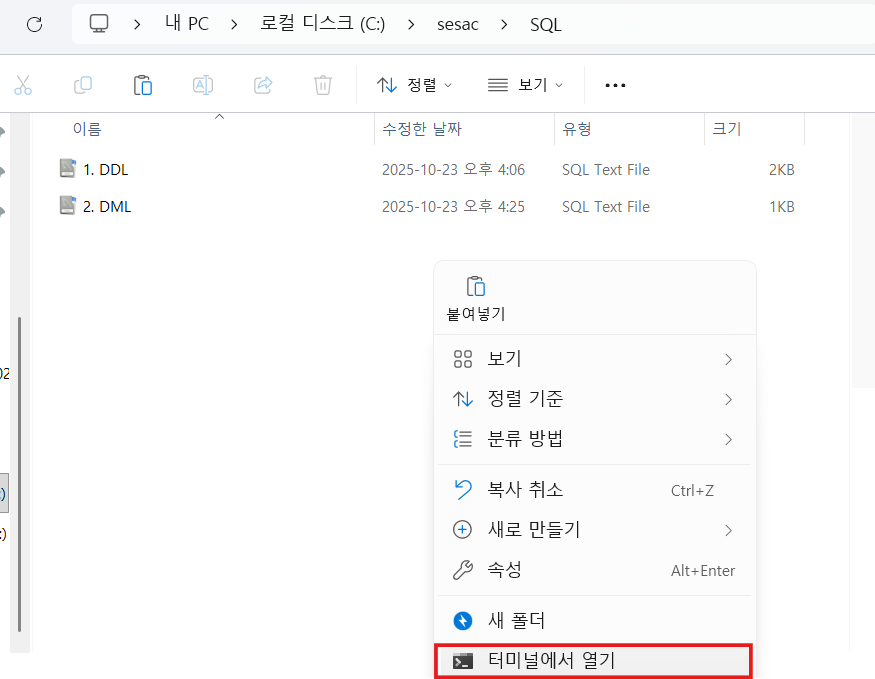 내 PC > 로컬 디스크 (C:) > sesac > SQL
정렬 보기
이름 수정한 날짜 유형 크기
1. DDL 2025-10-23 오후 4:06 SQL Text File 2KB
2. DML 2025-10-23 오후 4:25 SQL Text File 1KB
붙여넣기
보기
정렬 기준
분류 방법
복사 취소 Ctrl+Z
새로 만들기
속성 Alt+Enter
새 폴더
터미널에서 열기